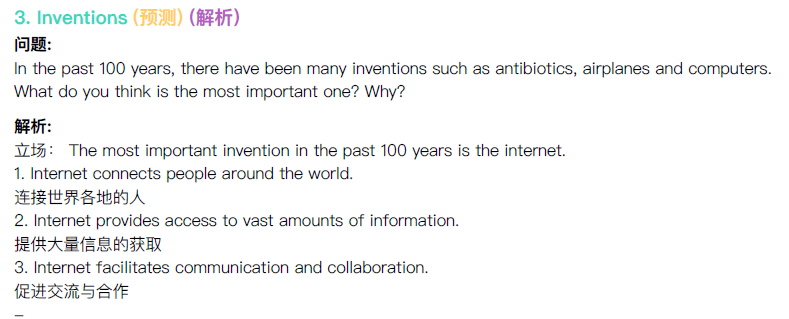 3. Inventions (预测) (解析)
问题:
In the past 100 years, there have been many inventions such as antibiotics, airplanes and computers.
What do you think is the most important one? Why?
解析:
立场： The most important invention in the past 100 years is the internet.
1. Internet connects people around the world.
连接世界各地的人
2. Internet provides access to vast amounts of information.
提供大量信息的获取
3. Internet facilitates communication and collaboration.
促进交流与合作
–